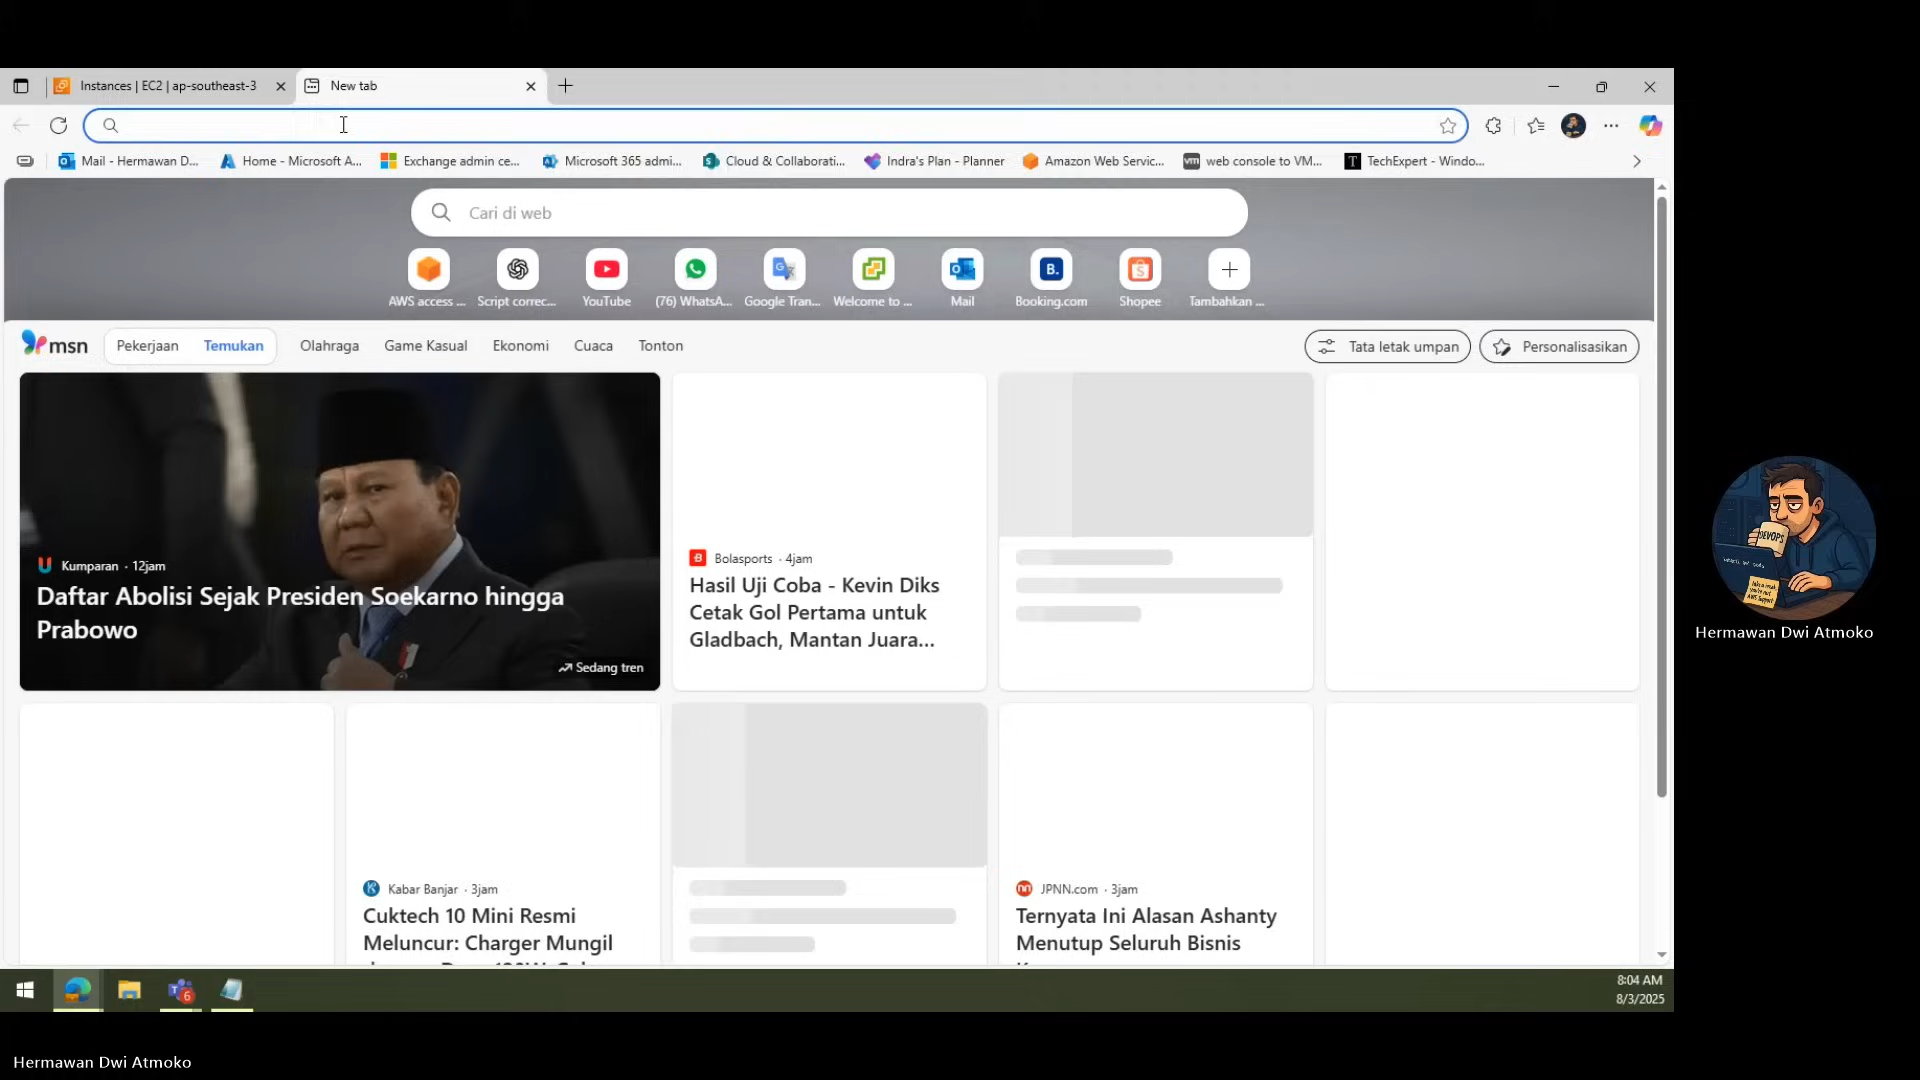 Instances | EC2 | ap-southeast-3
New tab
Mail - Hermawan D...
Home - Microsoft A...
Exchange admin ce...
Microsoft 365 admi...
Cloud & Collaborati...
Indra's Plan - Planner
Amazon Web Servic...
vm web console to VM...
T TechExpert - Windo...
Cari di web
AWS access ...
Script correc...
YouTube
(76) WhatsA...
Google Tran...
Welcome to ...
Mail
B.
Booking.com
Shopee
Tambahkan ...
msn
Pekerjaan
Temukan
Olahraga
Game Kasual
Ekonomi
Cuaca
Tonton
Tata letak umpan
Personalisasikan
Kumparan · 12jam
Daftar Abolisi Sejak Presiden Soekarno hingga
Prabowo
Sedang tren
Bolasports · 4jam
Hasil Uji Coba - Kevin Diks
Cetak Gol Pertama untuk
Gladbach, Mantan Juara...
Kabar Banjar · 3jam
Cuktech 10 Mini Resmi
Meluncur: Charger Mungil
JPNN.com · 3jam
Ternyata Ini Alasan Ashanty
Menutup Seluruh Bisnis
DEVOPS
Hermawan Dwi Atmoko
6
8:04 AM
8/3/2025
Hermawan Dwi Atmoko